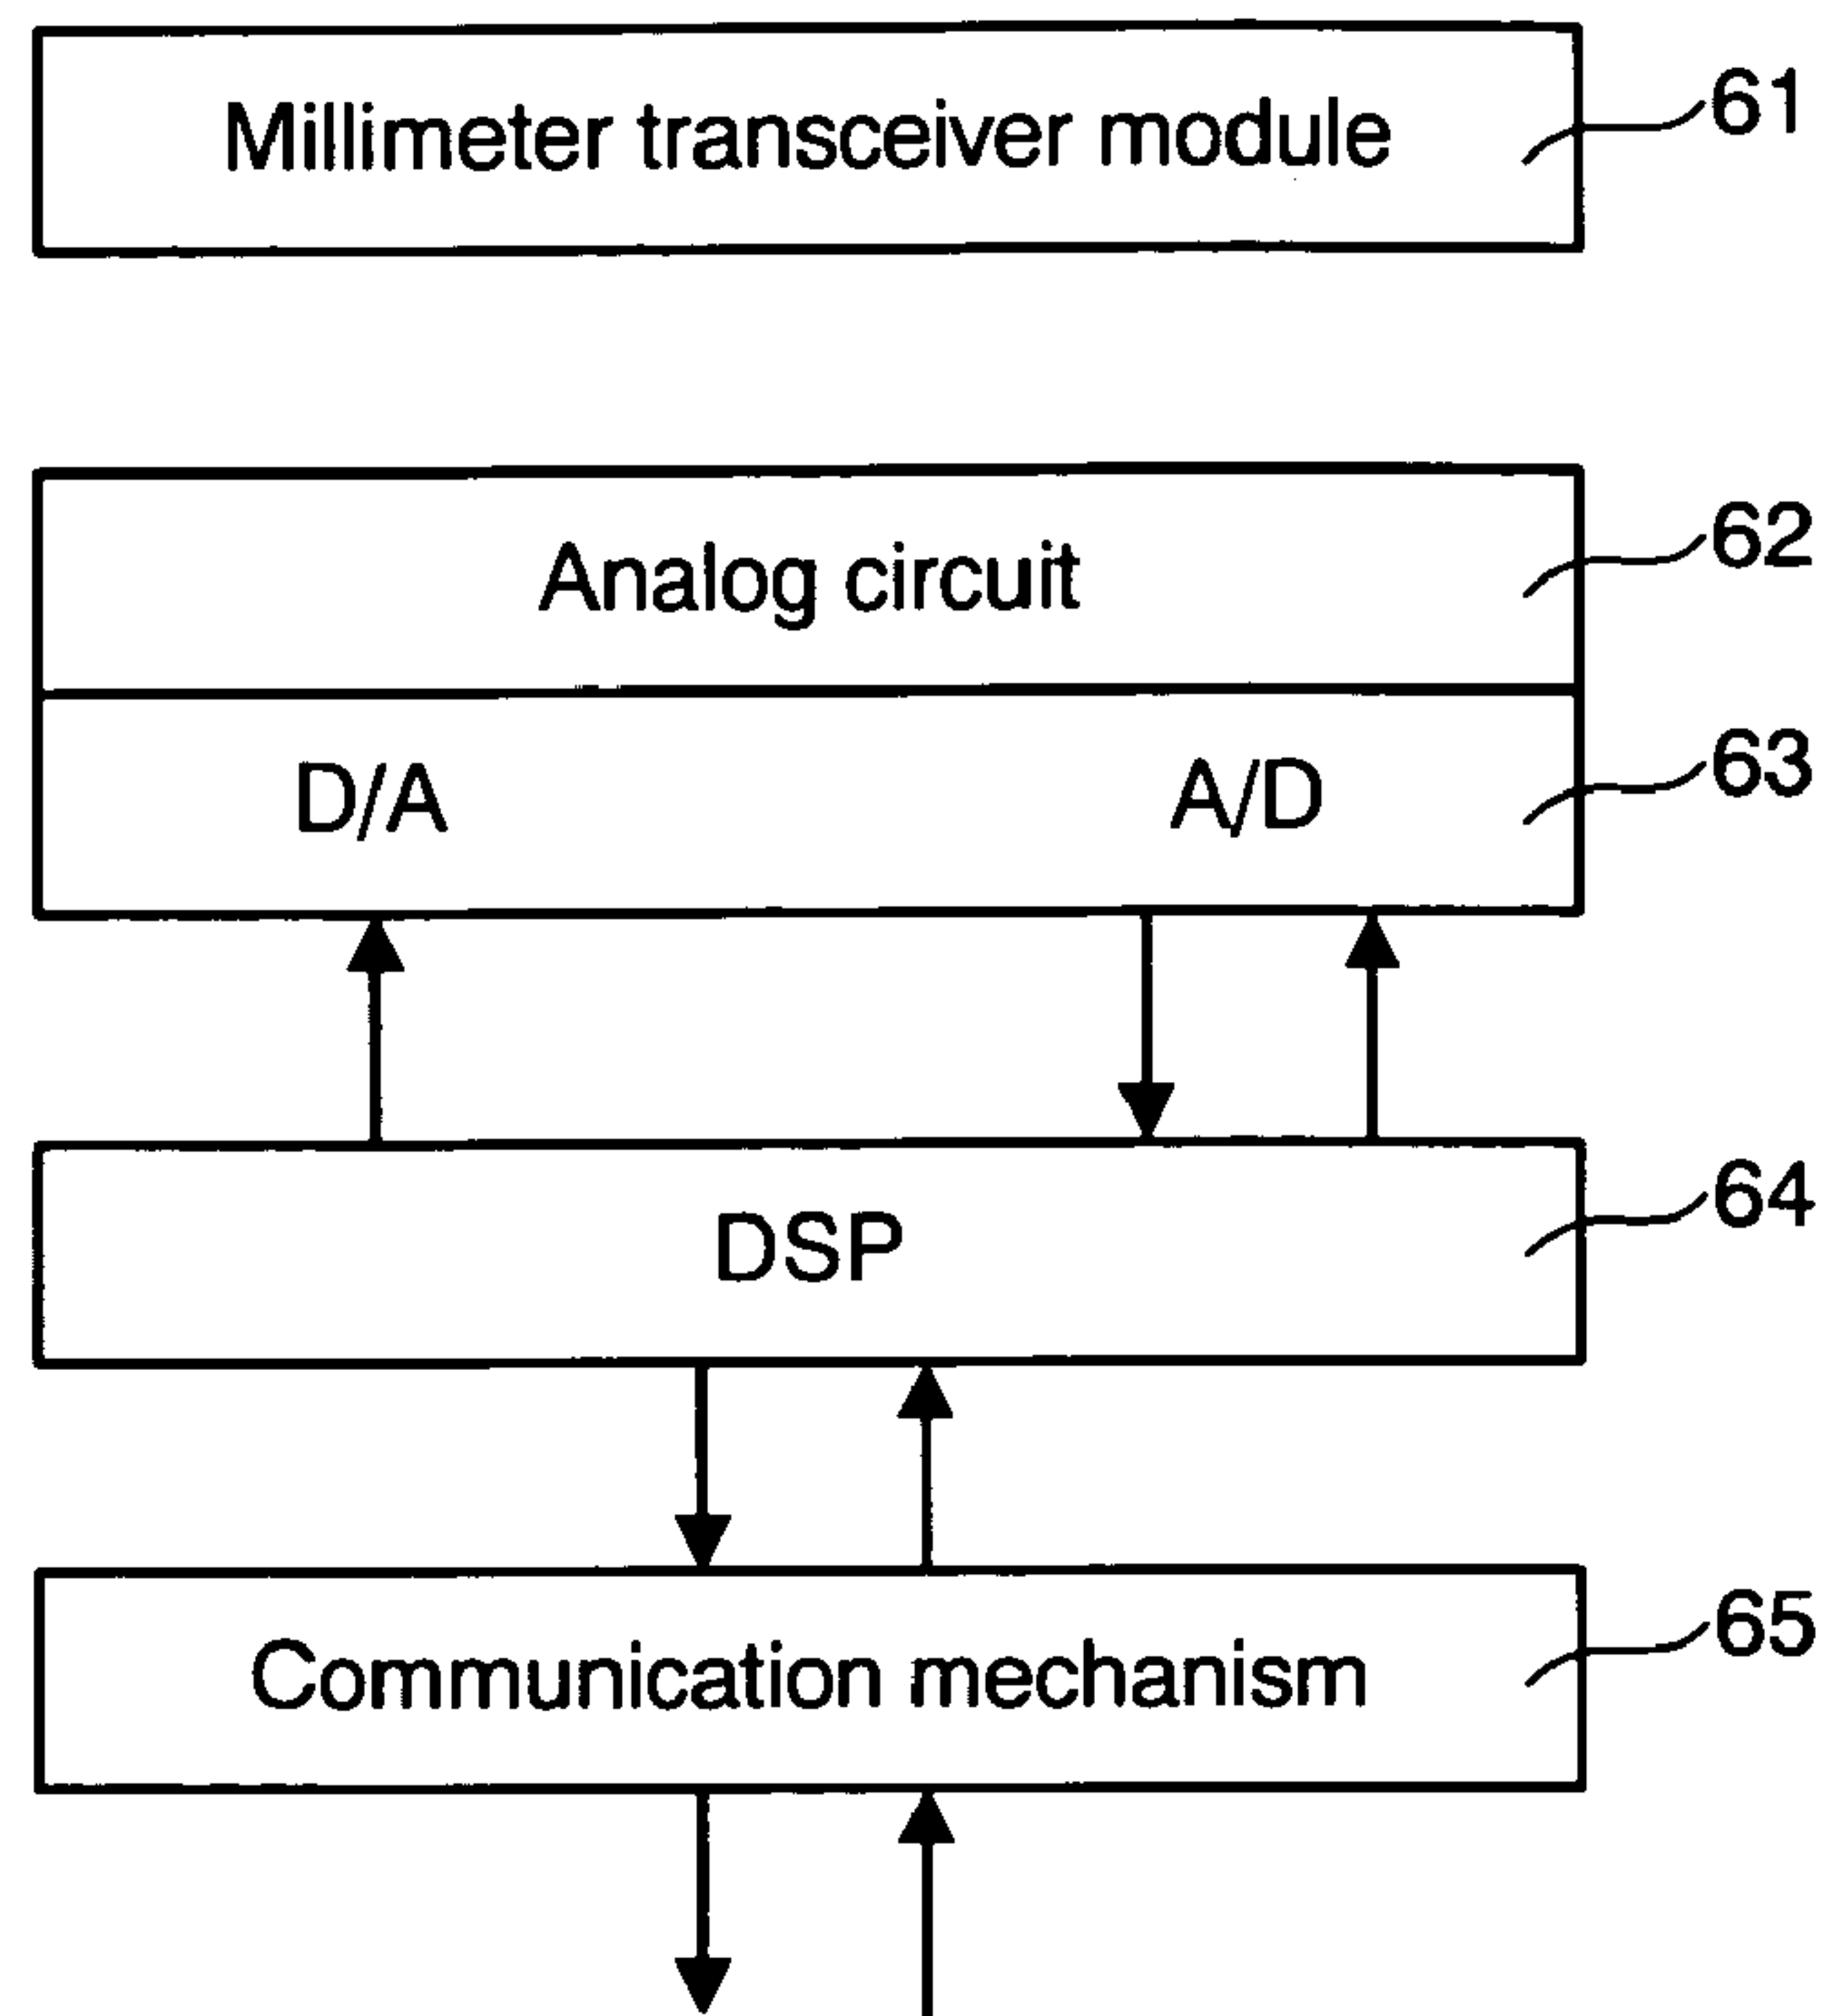 Millimeter transceiver module 61
Analog circuit 62
D/A A/D 63
DSP 64
Communication mechanism 65